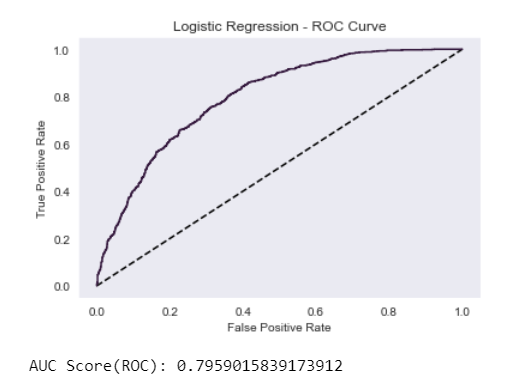 Logistic Regression - ROC Curve
1.0
0.8
0.6
0.4
0.2
0.0
True Positive Rate
0.0 0.2 0.4 0.6 0.8 1.0
False Positive Rate
AUC Score(ROC): 0.7959015839173912